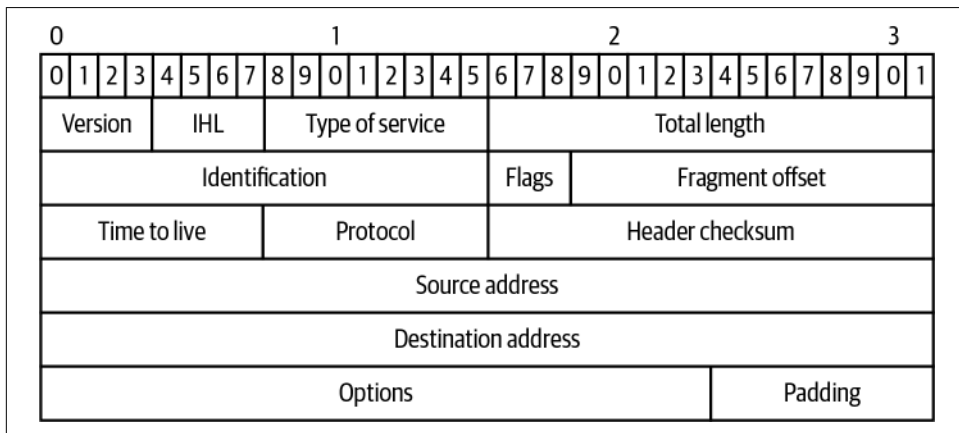 0 1 2 3
0 1 2 3 4 5 6 7 8 9 0 1 2 3 4 5 6 7 8 9 0 1 2 3 4 5 6 7 8 9 0 1
Version IHL Type of service Total length
Identification Flags Fragment offset
Time to live Protocol Header checksum
Source address
Destination address
Options Padding